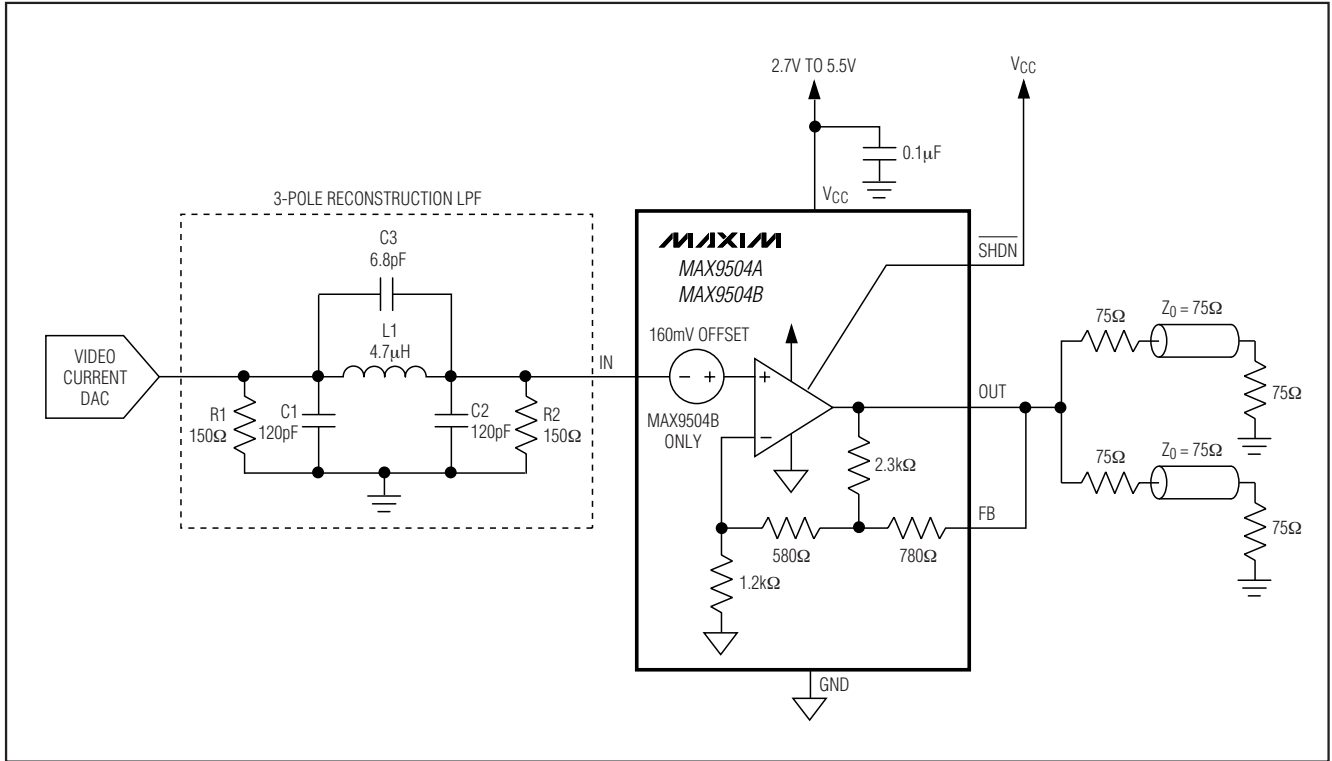 2.7V TO 5.5V
VCC
0.1µF
3-POLE RECONSTRUCTION LPF
VCC
C3
6.8pF
MAXIM
MAX9504A
MAX9504B
SHDN
L1
4.7µH
160mV OFFSET
75Ω
Z0 = 75Ω
VIDEO
CURRENT
DAC
IN
- +
+
OUT
75Ω
R1
150Ω
C1
120pF
C2
120pF
R2
150Ω
MAX9504B
ONLY
−
2.3kΩ
75Ω
Z0 = 75Ω
FB
75Ω
580Ω
780Ω
1.2kΩ
GND